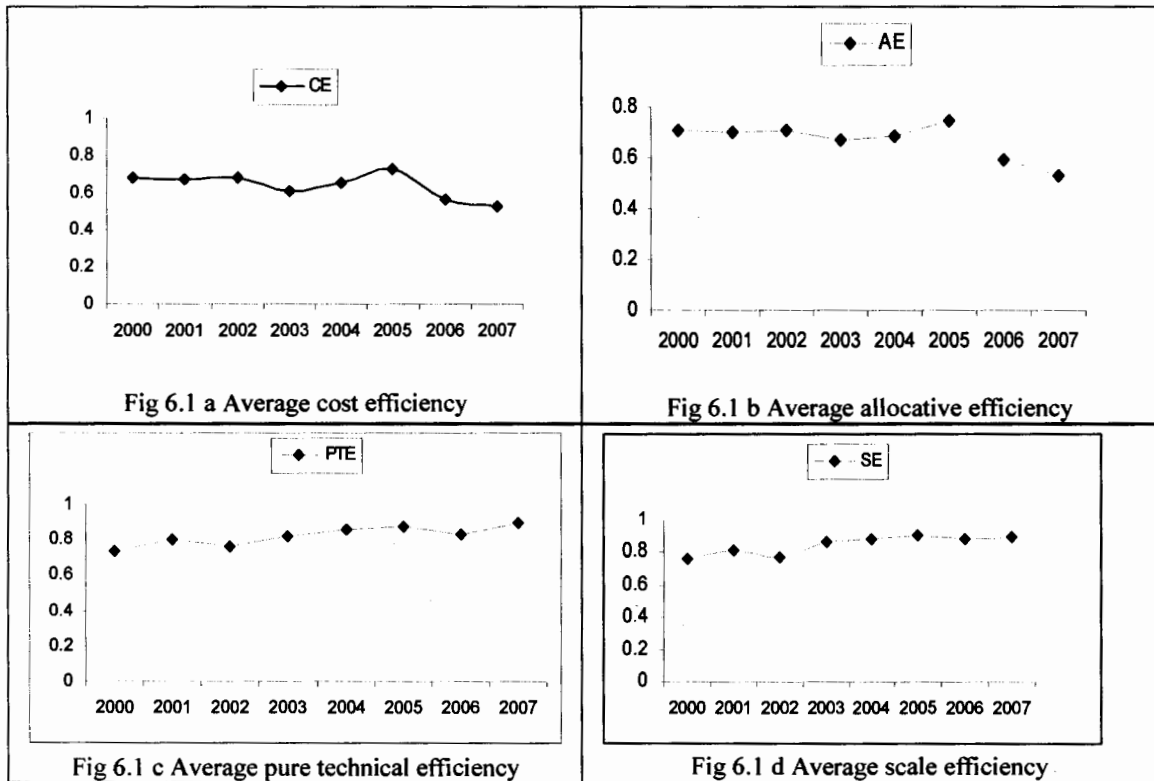 CE
1
0.8
0.6
0.4
0.2
0
2000 2001 2002 2003 2004 2005 2006 2007
Fig 6.1 a Average cost efficiency
AE
0.8
0.6
0.4
0.2
0
2000 2001 2002 2003 2004 2005 2006 2007
Fig 6.1 b Average allocative efficiency
PTE
1
0.8
0.6
0.4
0.2
0
2000 2001 2002 2003 2004 2005 2006 2007
Fig 6.1 c Average pure technical efficiency
SE
1
0.8
0.6
0.4
0.2
0
2000 2001 2002 2003 2004 2005 2006 2007
Fig 6.1 d Average scale efficiency